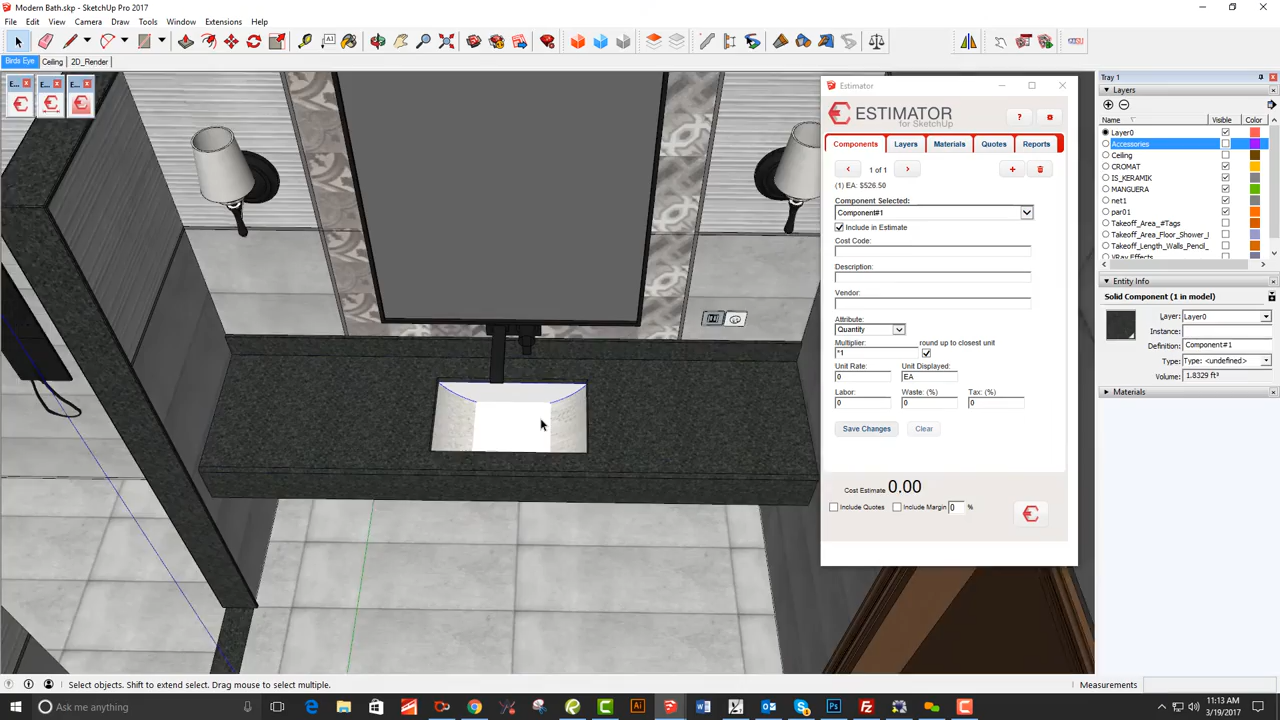 Modern Bath.skp - SketchUp Pro 2017
File Edit View Camera Draw Tools Window Extensions Help
Birds Eye Ceiling 2D_Render
E... E... E...
Estimator
ESTIMATOR
for SketchUp
?
Components Layers Materials Quotes Reports
1 of 1
(1) EA: $526.50
Component Selected:
Component#1
Include in Estimate
Cost Code:
Description:
Vendor:
Attribute:
Quantity
Multiplier: round up to closest unit
*1
Unit Rate: Unit Displayed:
0 EA
Labor: Waste: (%) Tax: (%)
0 0 0
Save Changes Clear
Cost Estimate 0.00
Include Quotes Include Margin 0 %
Tray 1
Layers
Name Visible Color
Layer0
Accessories
Ceiling
CROMAT
IS_KERAMIK
MANGUERA
net1
par01
Takeoff_Area_#Tags
Takeoff_Area_Floor_Shower_
Takeoff_Length_Walls_Pencil_
VRay Effects
Entity Info
Solid Component (1 in model)
Layer: Layer0
Instance:
Definition: Component#1
Type: Type: <undefined>
Volume: 1.8329 ft³
Materials
Select objects. Shift to extend select. Drag mouse to select multiple.
Measurements
Ask me anything
11:13 AM
3/19/2017